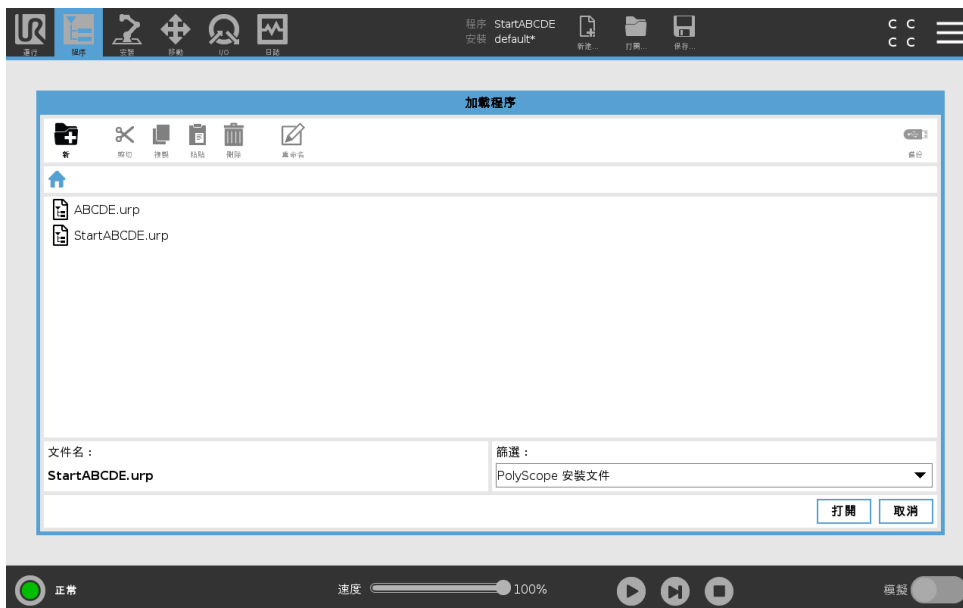 程序 StartABCDE
安裝 default*
運行
程序
安裝
移動
I/O
日誌
新建...
打開...
保存...
C C
C C
加載程序
新
剪切
複製
粘貼
刪除
重命名
備份
ABCDE.urp
StartABCDE.urp
文件名：
StartABCDE.urp
篩選：
PolyScope 安裝文件
打開
取消
正常
速度
100%
模擬